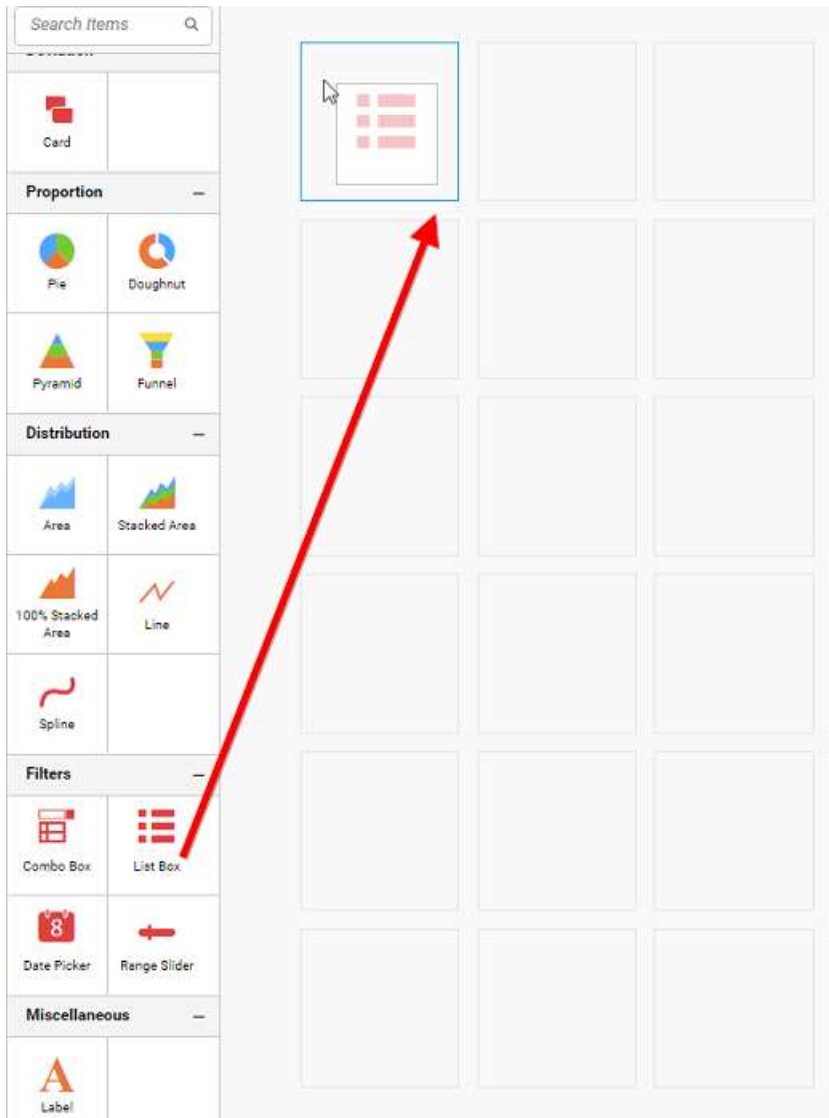 Search Items
Card
Proportion
Pie
Doughnut
Pyramid
Funnel
Distribution
Area
Stacked Area
100% Stacked
Area
Line
Spline
Filters
Combo Box
List Box
8
Date Picker
Range Slider
Miscellaneous
A
Label